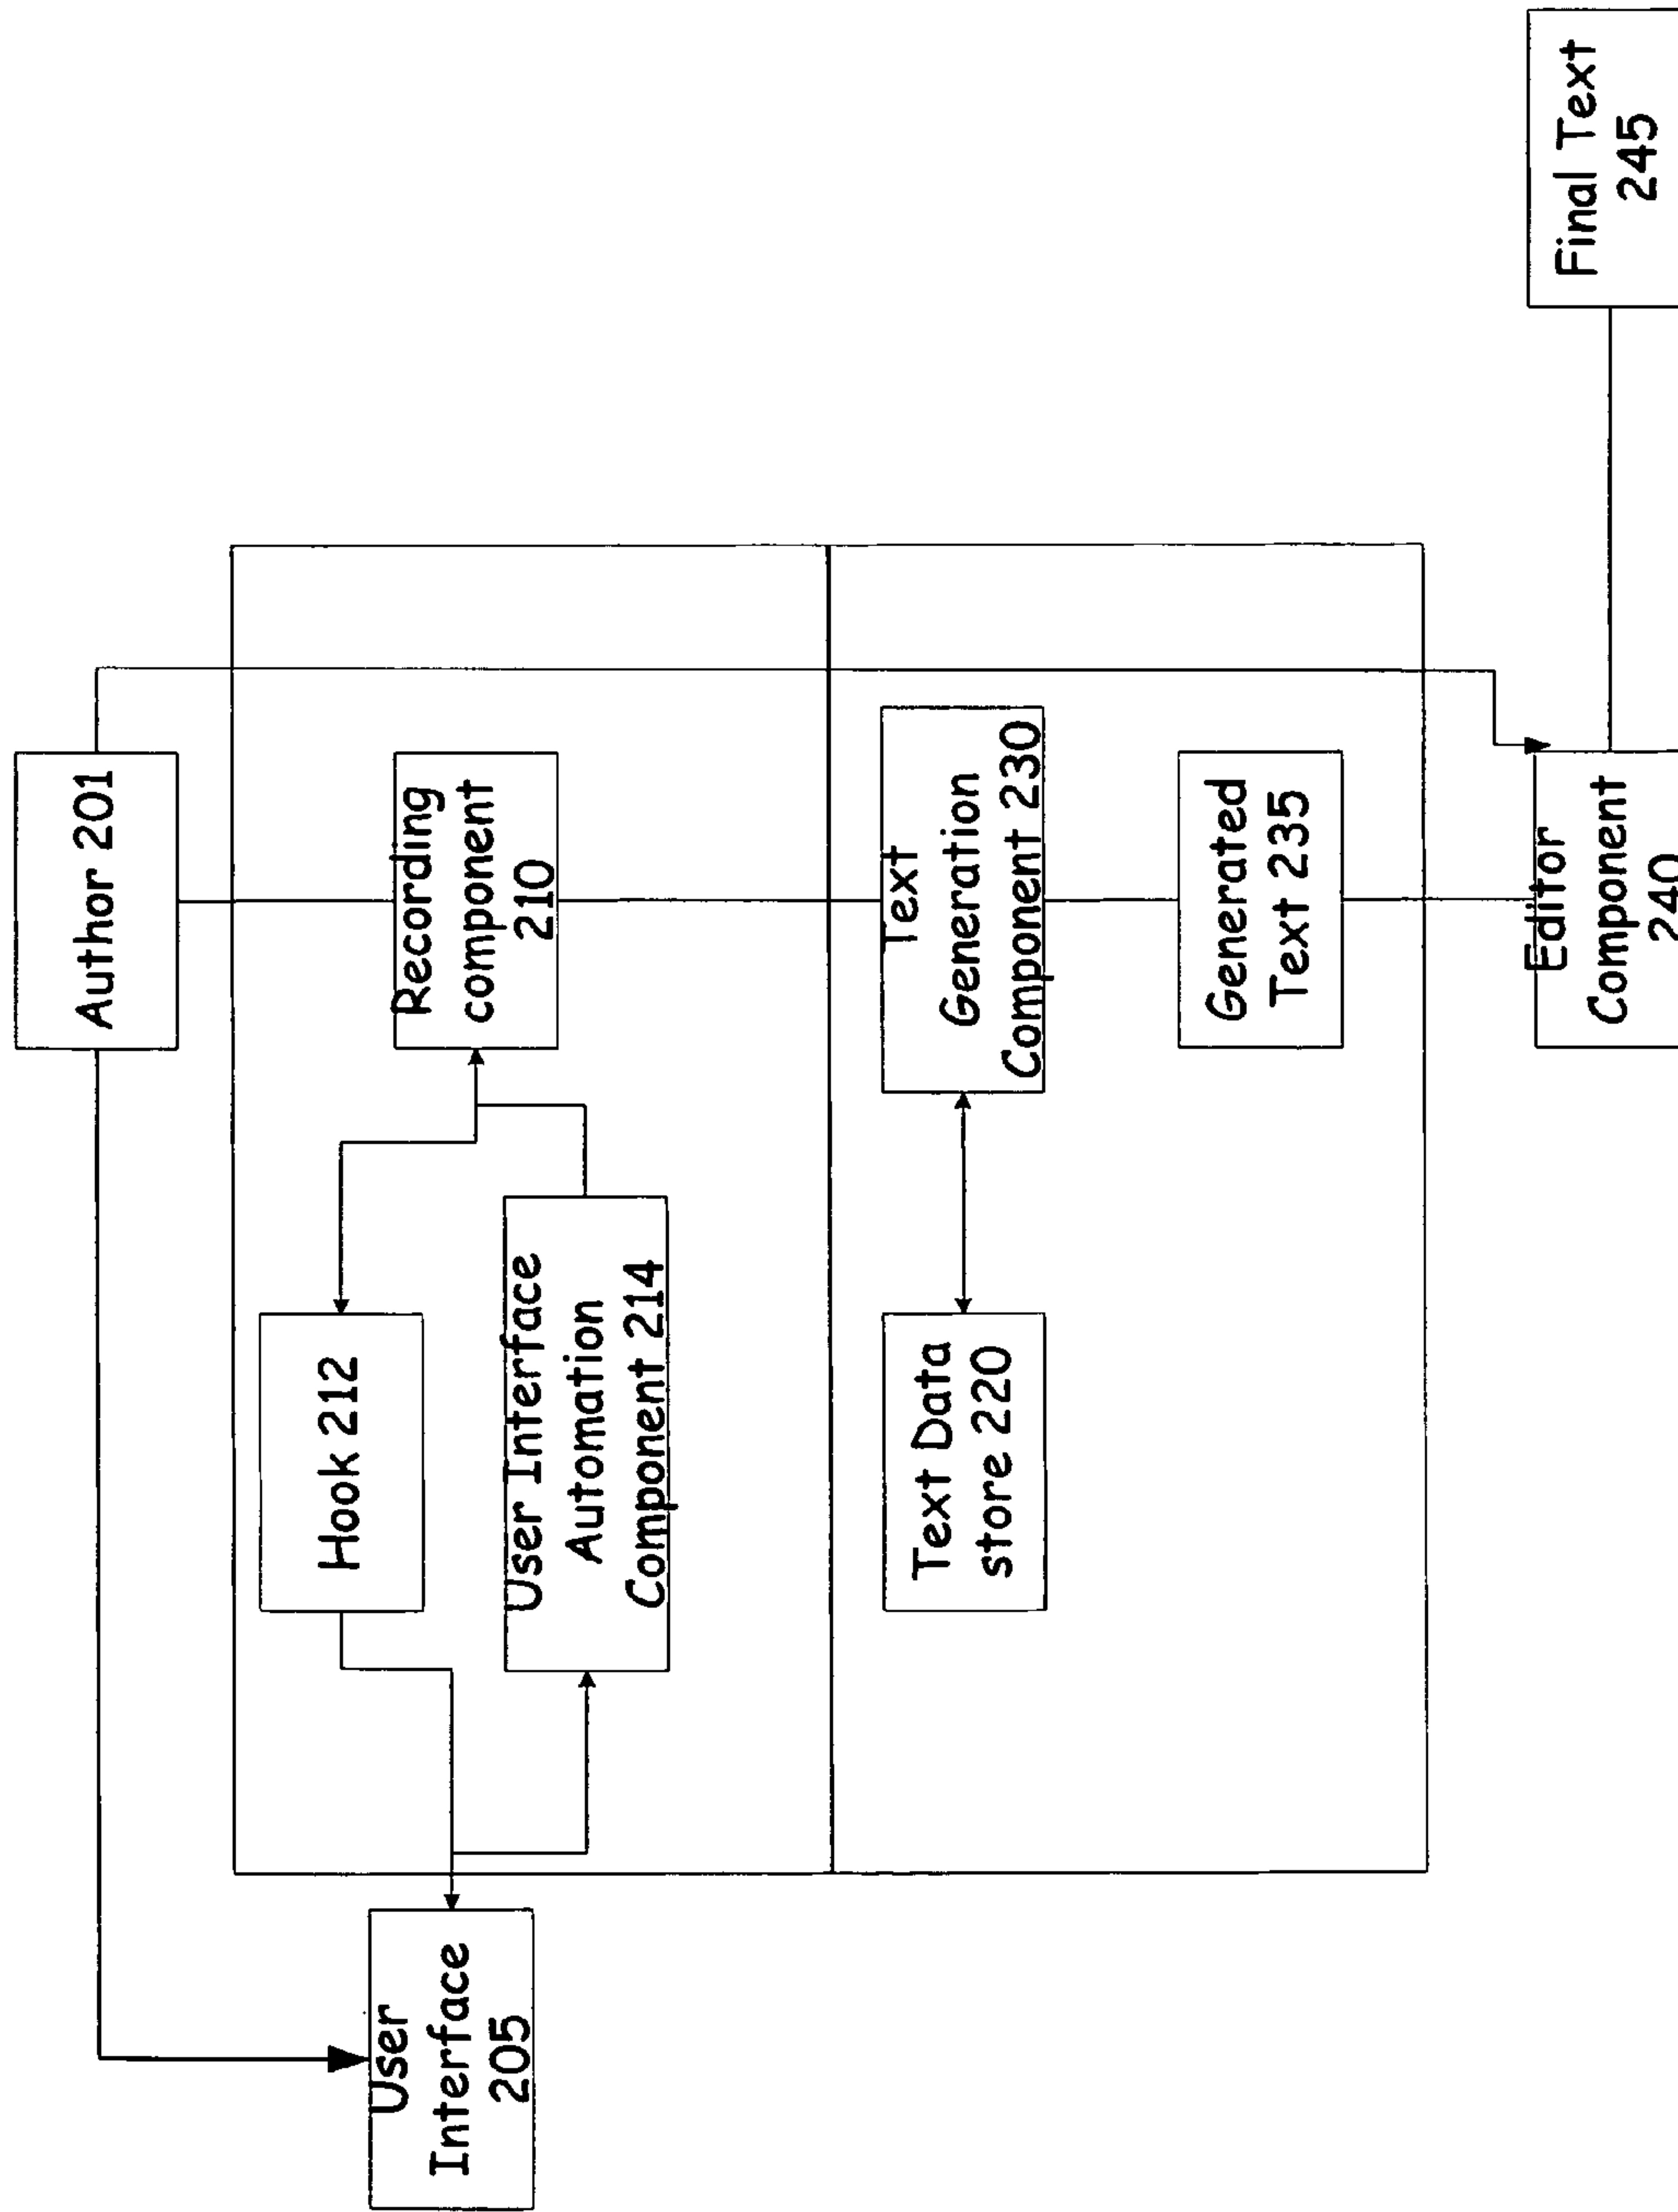 Author 201
Hook 212
User
Interface
205
Recording
component
210
User Interface
Automation
Component 214
Text Data
store 220
Text
Generation
Component 230
Generated
Text 235
Editor
Component
240
Final Text
245